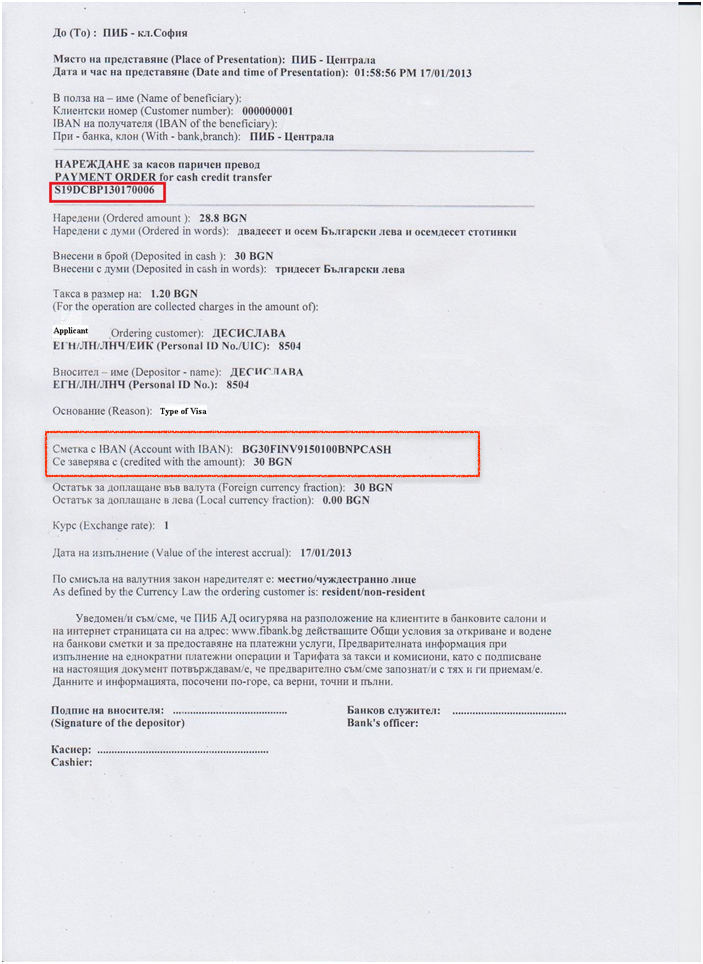 До (To) : ПИБ - кл.София
Място на представяне (Place of Presentation): ПИБ - Централа
Дата и час на представяне (Date and time of Presentation): 01:58:56 PM 17/01/2013
В полза на – име (Name of beneficiary):
Клиентски номер (Customer number): 000000001
IBAN на получателя (IBAN of the beneficiary):
При - банка, клон (With - bank,branch): ПИБ - Централа
НАРЕЖДАНЕ за касов паричен превод
PAYMENT ORDER for cash credit transfer
S19DCBP130170006
Наредени (Ordered amount ): 28.8 BGN
Наредени с думи (Ordered in words): двадесет и осем Български лева и осемдесет стотинки
Внесени в брой (Deposited in cash ): 30 BGN
Внесени с думи (Deposited in cash in words): тридесет Български лева
Такса в размер на: 1.20 BGN
(For the operation are collected charges in the amount of):
Applicant Ordering customer): ДЕСИСЛАВА
ЕГН/ЛН/ЛНЧ/ЕИК (Personal ID No./UIC): 8504
Вносител – име (Depositor - name): ДЕСИСЛАВА
ЕГН/ЛН/ЛНЧ (Personal ID No.): 8504
Основание (Reason): Type of Visa
Сметка с IBAN (Account with IBAN): BG30FINV9150100BNPCASH
Се заверява с (credited with the amount): 30 BGN
Остатък за доплащане във валута (Foreign currency fraction): 30 BGN
Остатък за доплащане в лева (Local currency fraction): 0.00 BGN
Курс (Exchange rate): 1
Дата на изпълнение (Value of the interest accrual): 17/01/2013
По смисъла на валутния закон наредителят е: местно/чуждестранно лице
As defined by the Currency Law the ordering customer is: resident/non-resident
Уведомен/и съм/сме, че ПИБ АД осигурява на разположение на клиентите в банковите салони и
на интернет страницата си на адрес: www.fibank.bg действащите Общи условия за откриване и водене
на банкови сметки и за предоставяне на платежни услуги, Предварителната информация при
изпълнение на еднократни платежни операции и Тарифата за такси и комисиони, като с подписване
на настоящия документ потвърждавам/е, че предварително съм/сме запознат/и с тях и ги приемам/е.
Данните и информацията, посочени по-горе, са верни, точни и пълни.
Подпис на вносителя: ....................................... Банков служител: .......................................
(Signature of the depositor) Bank's officer:
Касиер: ............................................................
Cashier: